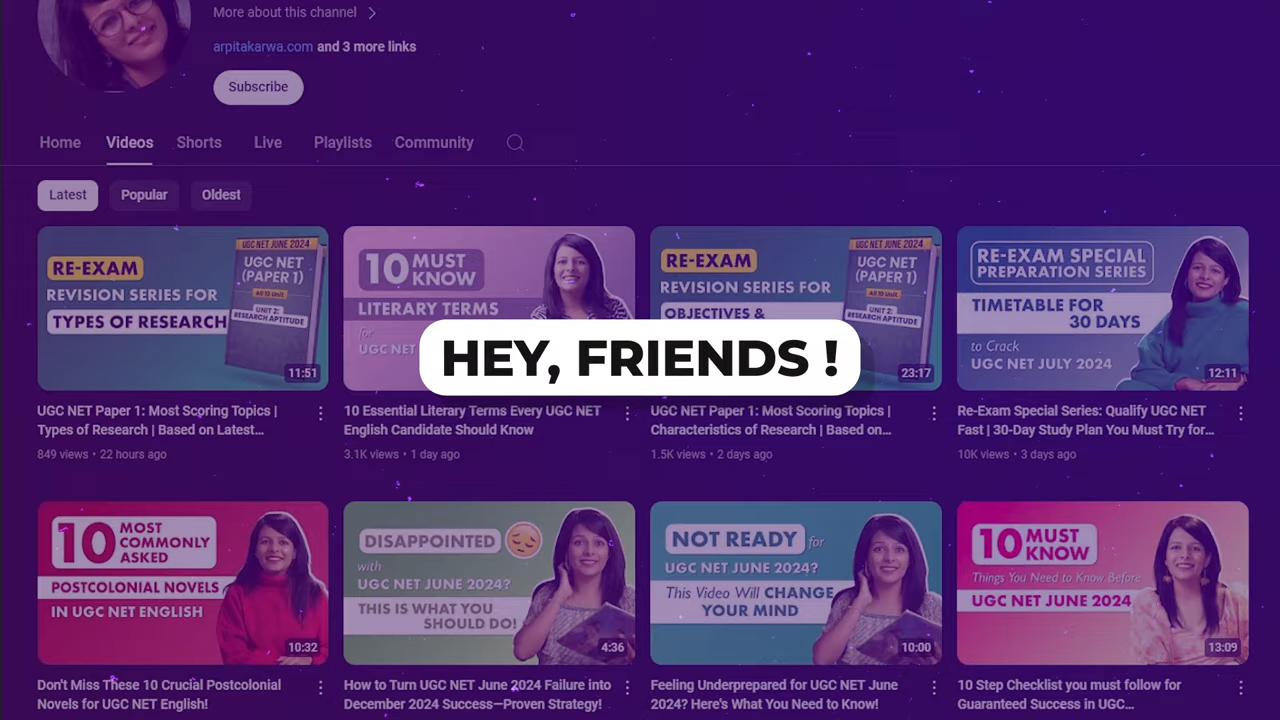 More about this channel
arpitakarwa.com and 3 more links
Subscribe
Home Videos Shorts Live Playlists Community
Latest Popular Oldest
RE-EXAM
REVISION SERIES FOR
TYPES OF RESEARCH
UGC NET JUNE 2024
UGC NET
(PAPER 1)
All 10 Unit
UNIT 2:
RESEARCH APTITUDE
11:51
10 MUST
KNOW
LITERARY TERMS
for
UGC NET
RE-EXAM
REVISION SERIES FOR
OBJECTIVES &
UGC NET JUNE 2024
UGC NET
(PAPER 1)
All 10 Unit
UNIT 2:
RESEARCH APTITUDE
23:17
RE-EXAM SPECIAL
PREPARATION SERIES
TIMETABLE FOR
30 DAYS
to Crack
UGC NET JULY 2024
12:11
HEY, FRIENDS !
UGC NET Paper 1: Most Scoring Topics |
Types of Research | Based on Latest...
849 views • 22 hours ago
10 Essential Literary Terms Every UGC NET
English Candidate Should Know
3.1K views • 1 day ago
UGC NET Paper 1: Most Scoring Topics |
Characteristics of Research | Based on...
1.5K views • 2 days ago
Re-Exam Special Series: Qualify UGC NET
Fast | 30-Day Study Plan You Must Try for...
10K views • 3 days ago
10 MOST
COMMONLY
ASKED
POSTCOLONIAL NOVELS
IN UGC NET ENGLISH
10:32
DISAPPOINTED
with
UGC NET JUNE 2024?
THIS IS WHAT YOU
SHOULD DO!
4:36
NOT READY for
UGC NET JUNE 2024?
This Video Will CHANGE
YOUR MIND
10:00
10 MUST
KNOW
Things You Need to Know Before
UGC NET JUNE 2024
13:09
Don't Miss These 10 Crucial Postcolonial
Novels for UGC NET English!
How to Turn UGC NET June 2024 Failure into
December 2024 Success—Proven Strategy!
Feeling Underprepared for UGC NET June
2024? Here's What You Need to Know!
10 Step Checklist you must follow for
Guaranteed Success in UGC...